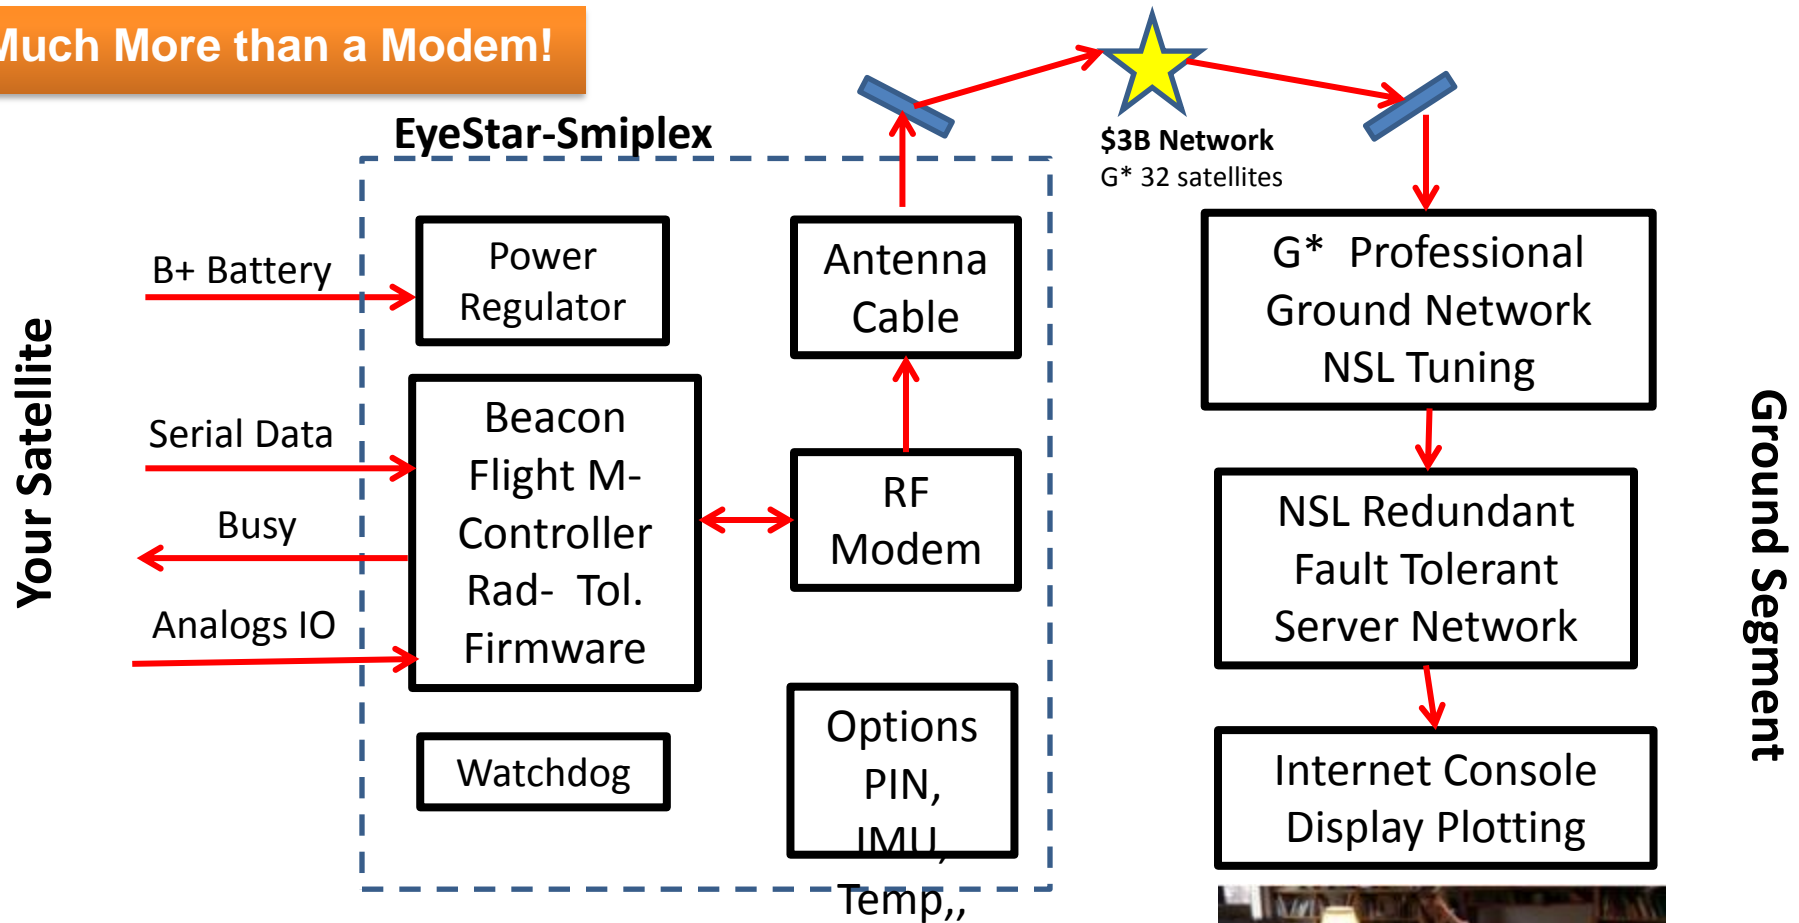 Much More than a Modem!
EyeStar-Smiplex
$3B Network
G* 32 satellites
Your Satellite
B+ Battery
Serial Data
Busy
Analogs IO
Power
Regulator
Beacon
Flight M-
Controller
Rad- Tol.
Firmware
Watchdog
Antenna
Cable
RF
Modem
Options
PIN,
IMU,
Temp,,
G* Professional
Ground Network
NSL Tuning
NSL Redundant
Fault Tolerant
Server Network
Internet Console
Display Plotting
Ground Segment